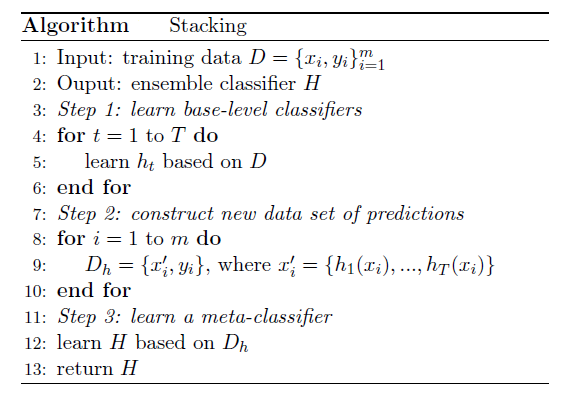 Algorithm Stacking
1: Input: training data D = {x_i, y_i}_{i=1}^m
2: Ouput: ensemble classifier H
3: Step 1: learn base-level classifiers
4: for t = 1 to T do
5: learn h_t based on D
6: end for
7: Step 2: construct new data set of predictions
8: for i = 1 to m do
9: D_h = {x'_i, y_i}, where x'_i = {h_1(x_i), ..., h_T(x_i)}
10: end for
11: Step 3: learn a meta-classifier
12: learn H based on D_h
13: return H